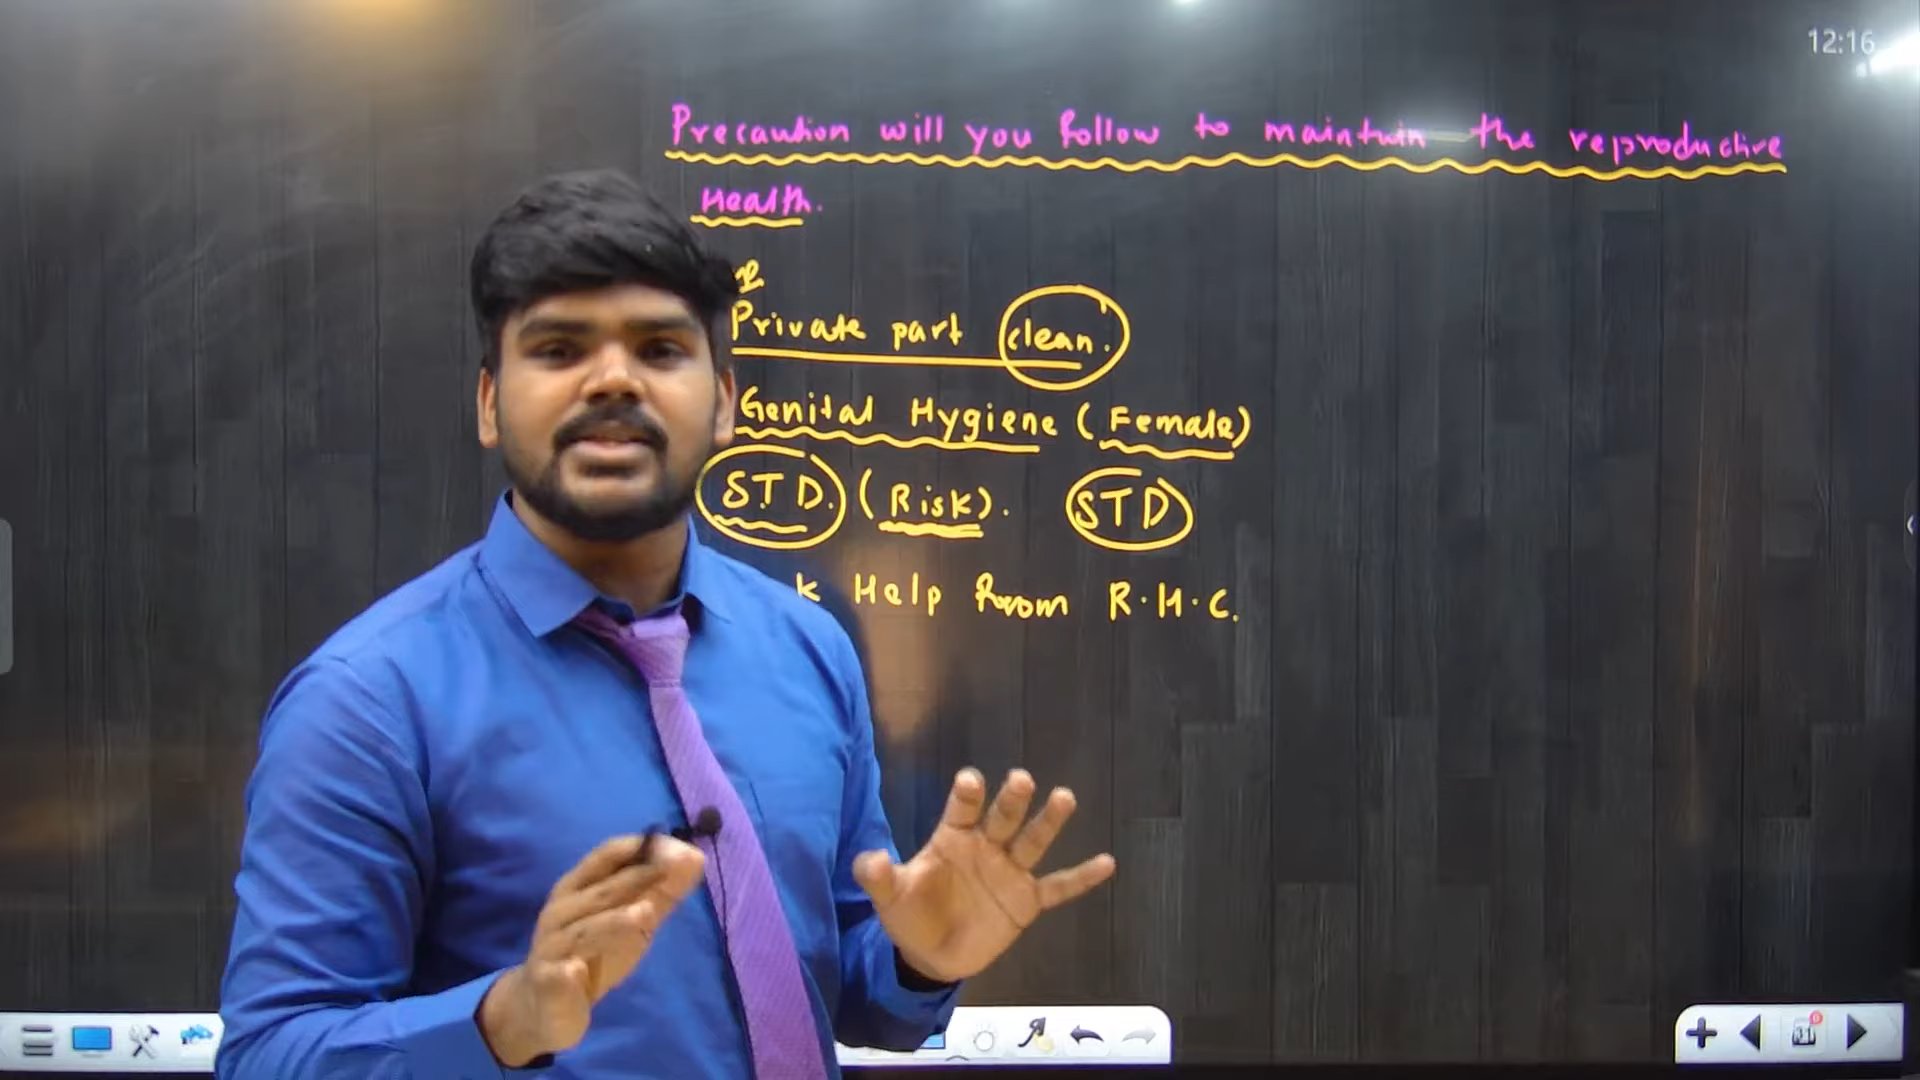 12:16
Precaution will you follow to maintain the reproductive
Health.
Private part clean.
Genital Hygiene (Female)
STD. (Risk). STD
k Help from R.H.C.